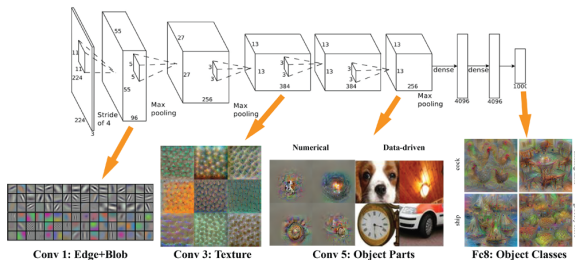 55
27
13
13
13
11
5
3
3
3
11
5
3
3
3
224
55
27
13
13
13
dense
dense
384
384
256
1000
Max
256
Max
Max
4096
4096
Stride
of 4
pooling
pooling
pooling
224
96
3
Numerical
Data-driven
cock
ship
Conv 1: Edge+Blob
Conv 3: Texture
Conv 5: Object Parts
Fc8: Object Classes